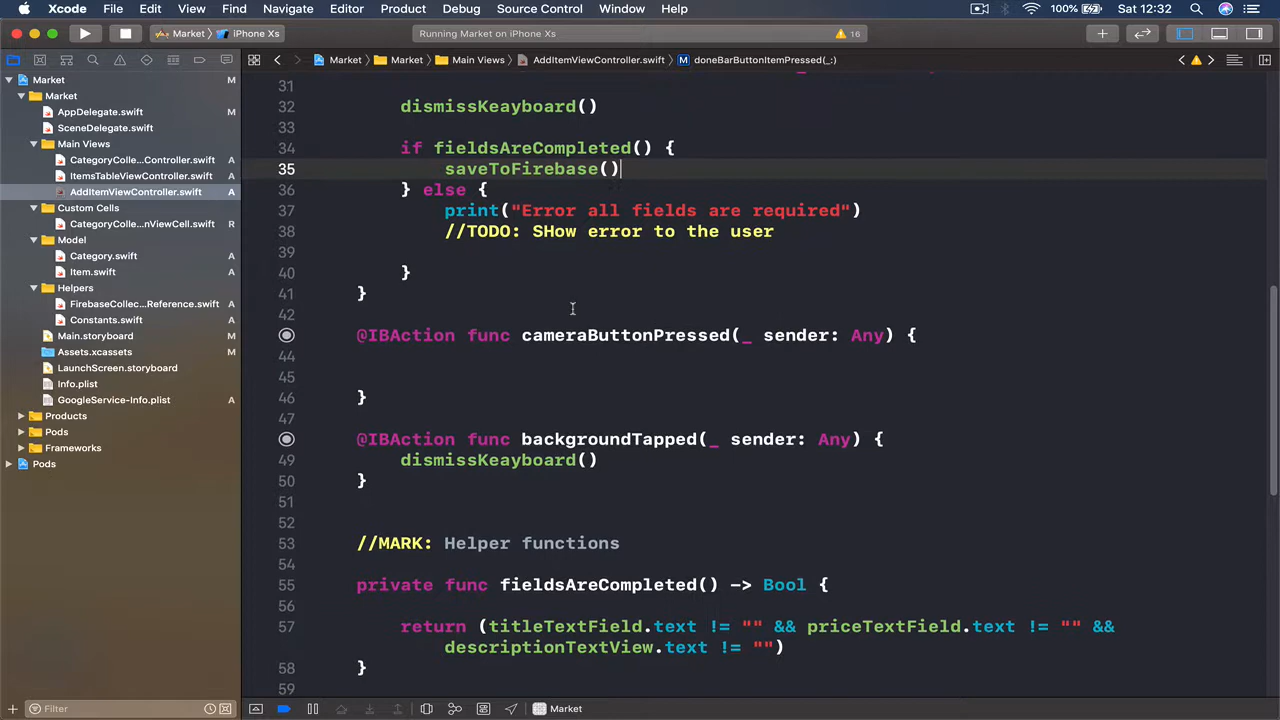 Xcode File Edit View Find Navigate Editor Product Debug Source Control Window Help 100% Sat 12:32
Market iPhone Xs Running Market on iPhone Xs 16
Market Market Main Views AddItemViewController.swift M doneBarButtonItemPressed(_:)
Market M
Market
AppDelegate.swift M
SceneDelegate.swift
Main Views
CategoryColle...Controller.swift A
ItemsTableViewController.swift A
AddItemViewController.swift A
Custom Cells
CategoryColle...nViewCell.swift R
Model
Category.swift A
Item.swift A
Helpers
FirebaseCollec...Reference.swift A
Constants.swift A
Main.storyboard M
Assets.xcassets M
LaunchScreen.storyboard
Info.plist
GoogleService-Info.plist A
Products
Pods
Frameworks
Pods
31
32 dismissKeayboard()
33
34 if fieldsAreCompleted() {
35 saveToFirebase()
36 } else {
37 print("Error all fields are required")
38 //TODO: SHow error to the user
39
40 }
41 }
42
@IBAction func cameraButtonPressed(_ sender: Any) {
44
45
46 }
47
@IBAction func backgroundTapped(_ sender: Any) {
49 dismissKeayboard()
50 }
51
52
53 //MARK: Helper functions
54
55 private func fieldsAreCompleted() -> Bool {
56
57 return (titleTextField.text != "" && priceTextField.text != "" &&
descriptionTextView.text != "")
58 }
59
Filter Market